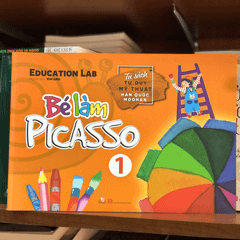 EDUCATION LAB
Tủ sách
TƯ DUY
MỸ THUẬT
HÀN QUỐC
MOONAN
Bé làm
PICASSO
1